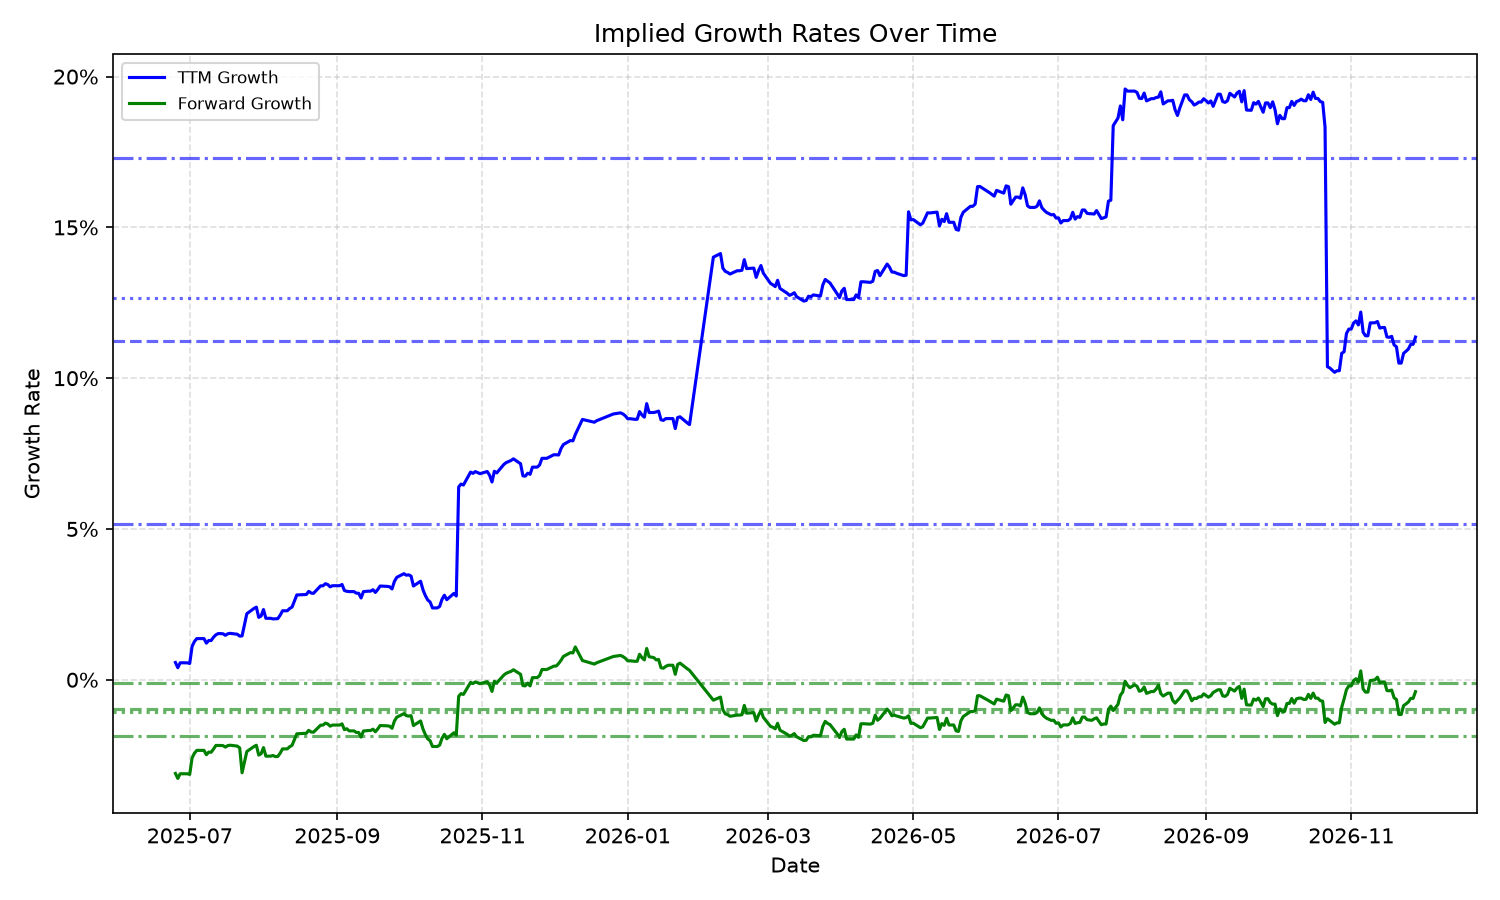 Implied Growth Rates Over Time
TTM Growth
Forward Growth
20%
15%
10%
5%
0%
Growth Rate
2025-07
2025-09
2025-11
2026-01
2026-03
2026-05
2026-07
2026-09
2026-11
Date